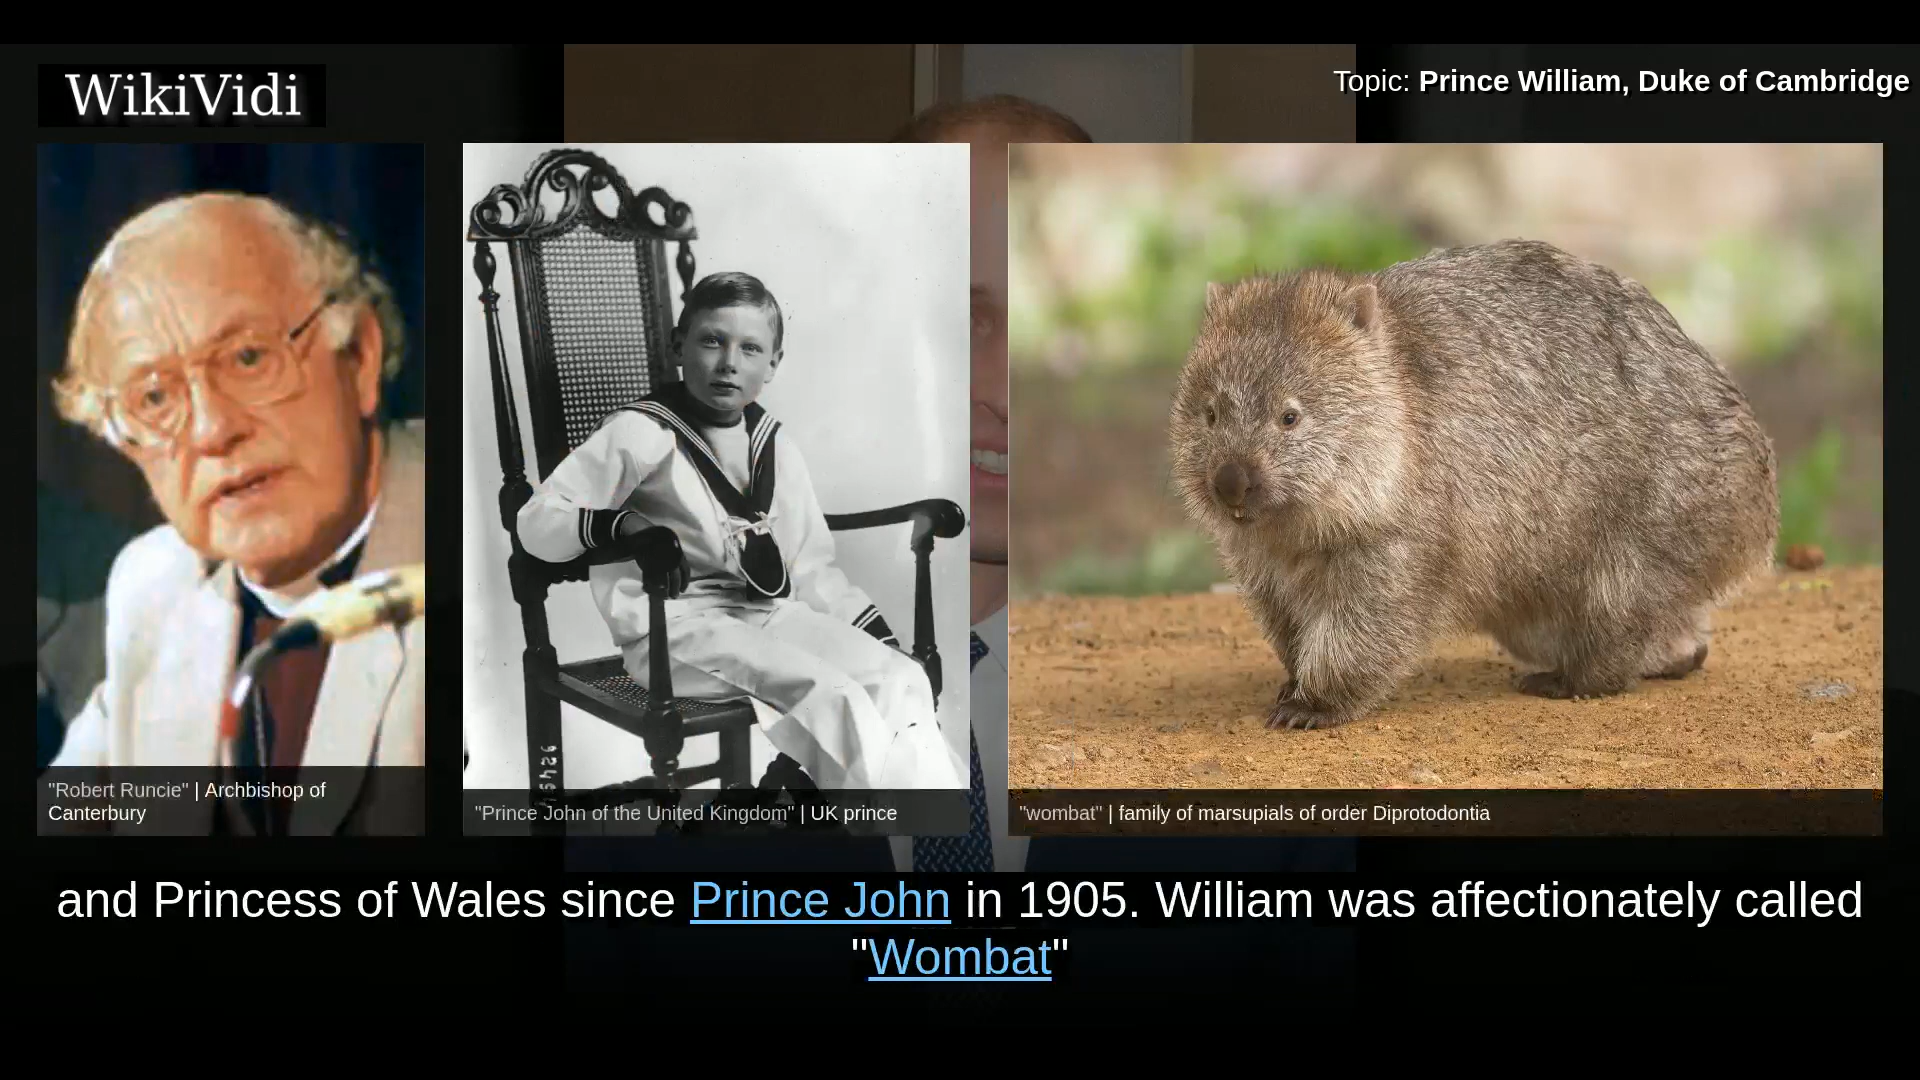 WikiVidi
Topic: Prince William, Duke of Cambridge
"Robert Runcie" | Archbishop of
Canterbury
"Prince John of the United Kingdom" | UK prince
"wombat" | family of marsupials of order Diprotodontia
and Princess of Wales since Prince John in 1905. William was affectionately called
"Wombat"